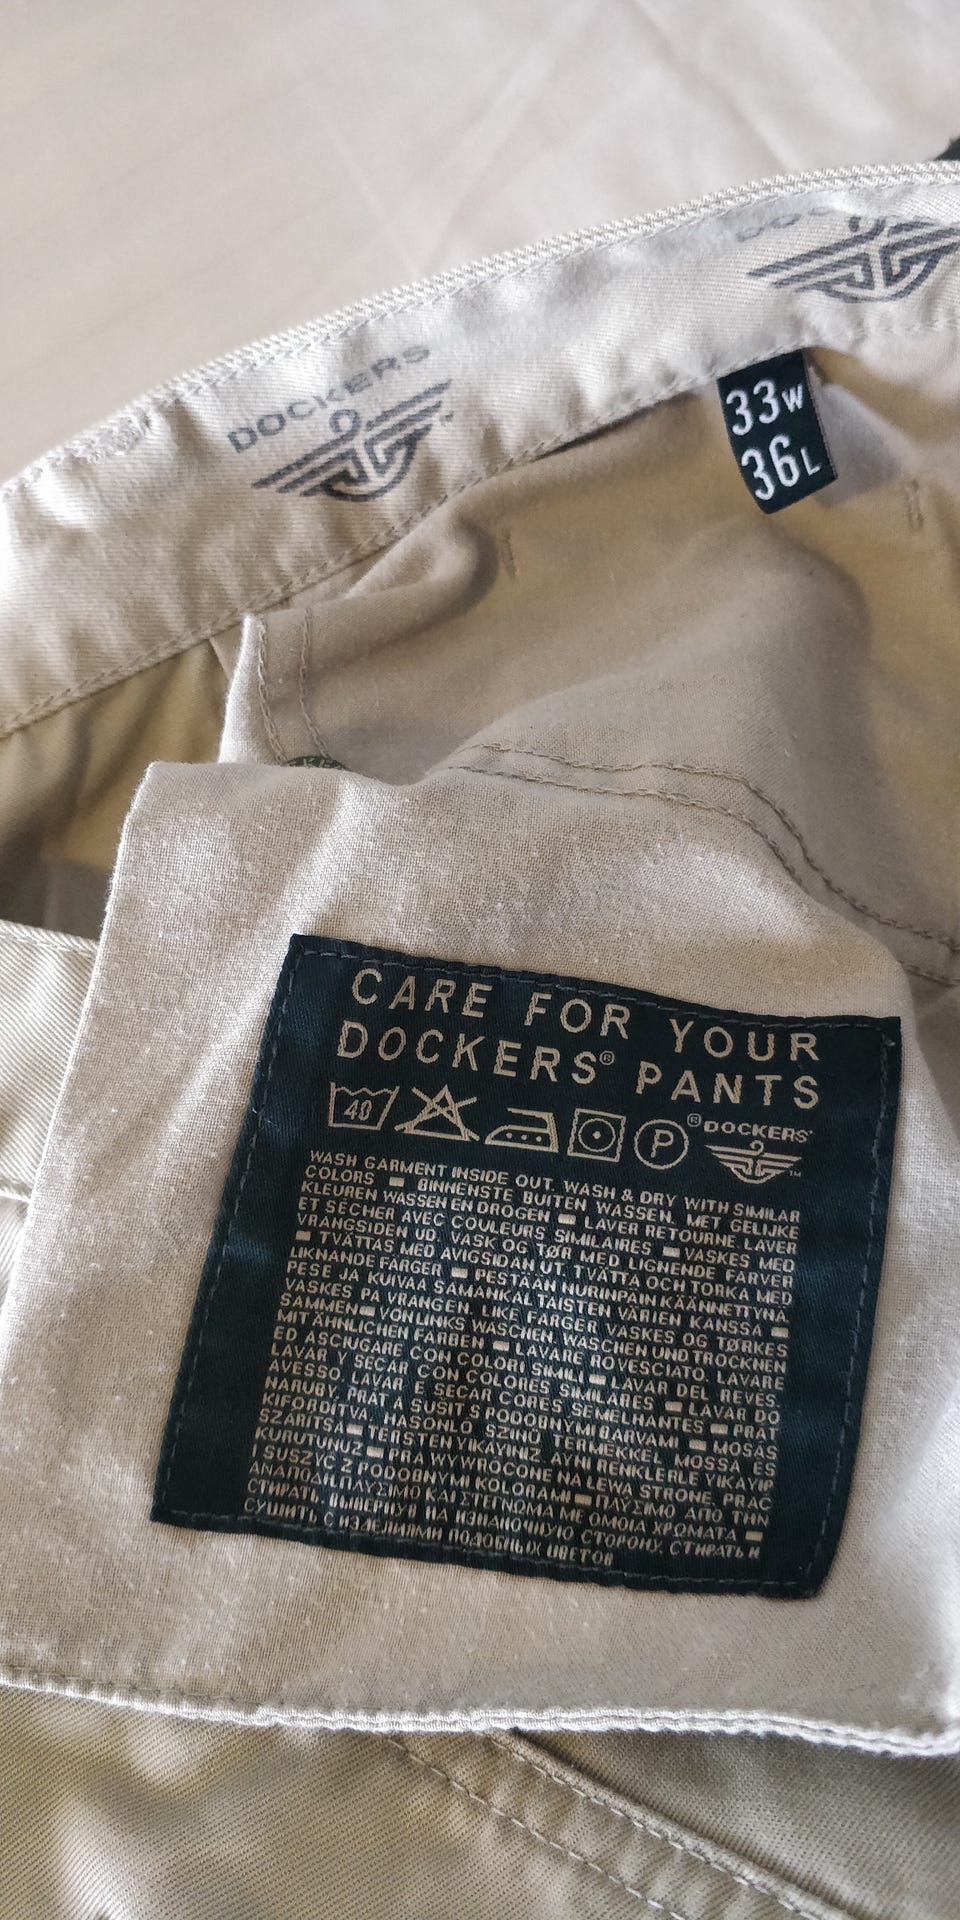 DOCKERS
33W
36L
CARE FOR YOUR
DOCKERS® PANTS
40 P ® DOCKERS™
WASH GARMENT INSIDE OUT. WASH & DRY WITH SIMILAR
COLORS ▬ BINNENSTE BUITEN WASSEN. MET GELIJKE
KLEUREN WASSEN EN DROGEN ▬ LAVER RETOURNE. LAVER
ET SÉCHER AVEC COULEURS SIMILAIRES ▬ VASKES MED
VRANGSIDEN UD. VASK OG TØR MED LIGNENDE FARVER
▬ TVÄTTAS MED AVIGSIDAN UT. TVÄTTA OCH TORKA MED
LIKNANDE FÄRGER ▬ PESTÄÄN NURINPÄIN KÄÄNNETTYNÄ.
PESE JA KUIVAA SAMANKALTAISTEN VÄRIEN KANSSA ▬
VASKES PÅ VRANGEN. LIKE FARGER VASKES OG TØRKES
SAMMEN ▬ VON LINKS WASCHEN. WASCHEN UND TROCKNEN
MIT ÄHNLICHEN FARBEN ▬ LAVARE ROVESCIATO. LAVARE
ED ASCIUGARE CON COLORI SIMILI ▬ LAVAR DEL REVÉS.
LAVAR Y SECAR CON COLORES SIMILARES ▬ LAVAR DO
AVESSO. LAVAR E SECAR CORES SEMELHANTES ▬ PRÁT
NARUBY. PRÁT A SUŠIT S PODOBNÝMI BARVAMI ▬ MOSÁS
KIFORDÍTVA. HASONLÓ SZINŰ TERMÉKKEL MOSSA ÉS
SZÁRÍTSA ▬ TERSTEN YIKAYINIZ. AYNI RENKLERLE YIKAYIP
KURUTUNUZ ▬ PRAĆ WYWRÓCONE NA LEWĄ STRONĘ. PRAĆ
I SUSZYĆ Z PODOBNYMI KOLORAMI ▬ ΠΛΥΣΙΜΟ ΑΠΟ ΤΗΝ
ΑΝΑΠΟΔΗ. ΠΛΥΣΙΜΟ ΚΑΙ ΣΤΕΓΝΩΜΑ ΜΕ ΟΜΟΙΑ ΧΡΩΜΑΤΑ ▬
СТИРАТЬ, ВЫВЕРНУВ НА ИЗНАНОЧНУЮ СТОРОНУ. СТИРАТЬ И
СУШИТЬ С ИЗДЕЛИЯМИ ПОДОБНЫХ ЦВЕТОВ